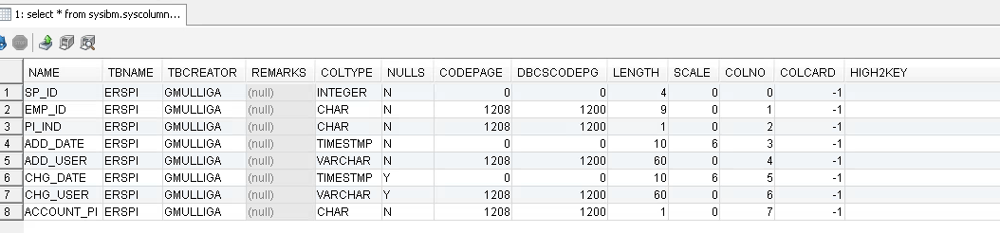 1: select * from sysibm.syscolumn...
NAME TBNAME TBCREATOR REMARKS COLTYPE NULLS CODEPAGE DBCSCODEPG LENGTH SCALE COLNO COLCARD HIGH2KEY
1 SP_ID ERSPI GMULLIGA (null) INTEGER N 0 0 4 0 0 -1
2 EMP_ID ERSPI GMULLIGA (null) CHAR N 1208 1200 9 0 1 -1
3 PI_IND ERSPI GMULLIGA (null) CHAR N 1208 1200 1 0 2 -1
4 ADD_DATE ERSPI GMULLIGA (null) TIMESTMP N 0 0 10 6 3 -1
5 ADD_USER ERSPI GMULLIGA (null) VARCHAR N 1208 1200 60 0 4 -1
6 CHG_DATE ERSPI GMULLIGA (null) TIMESTMP Y 0 0 10 6 5 -1
7 CHG_USER ERSPI GMULLIGA (null) VARCHAR Y 1208 1200 60 0 6 -1
8 ACCOUNT_PI ERSPI GMULLIGA (null) CHAR N 1208 1200 1 0 7 -1